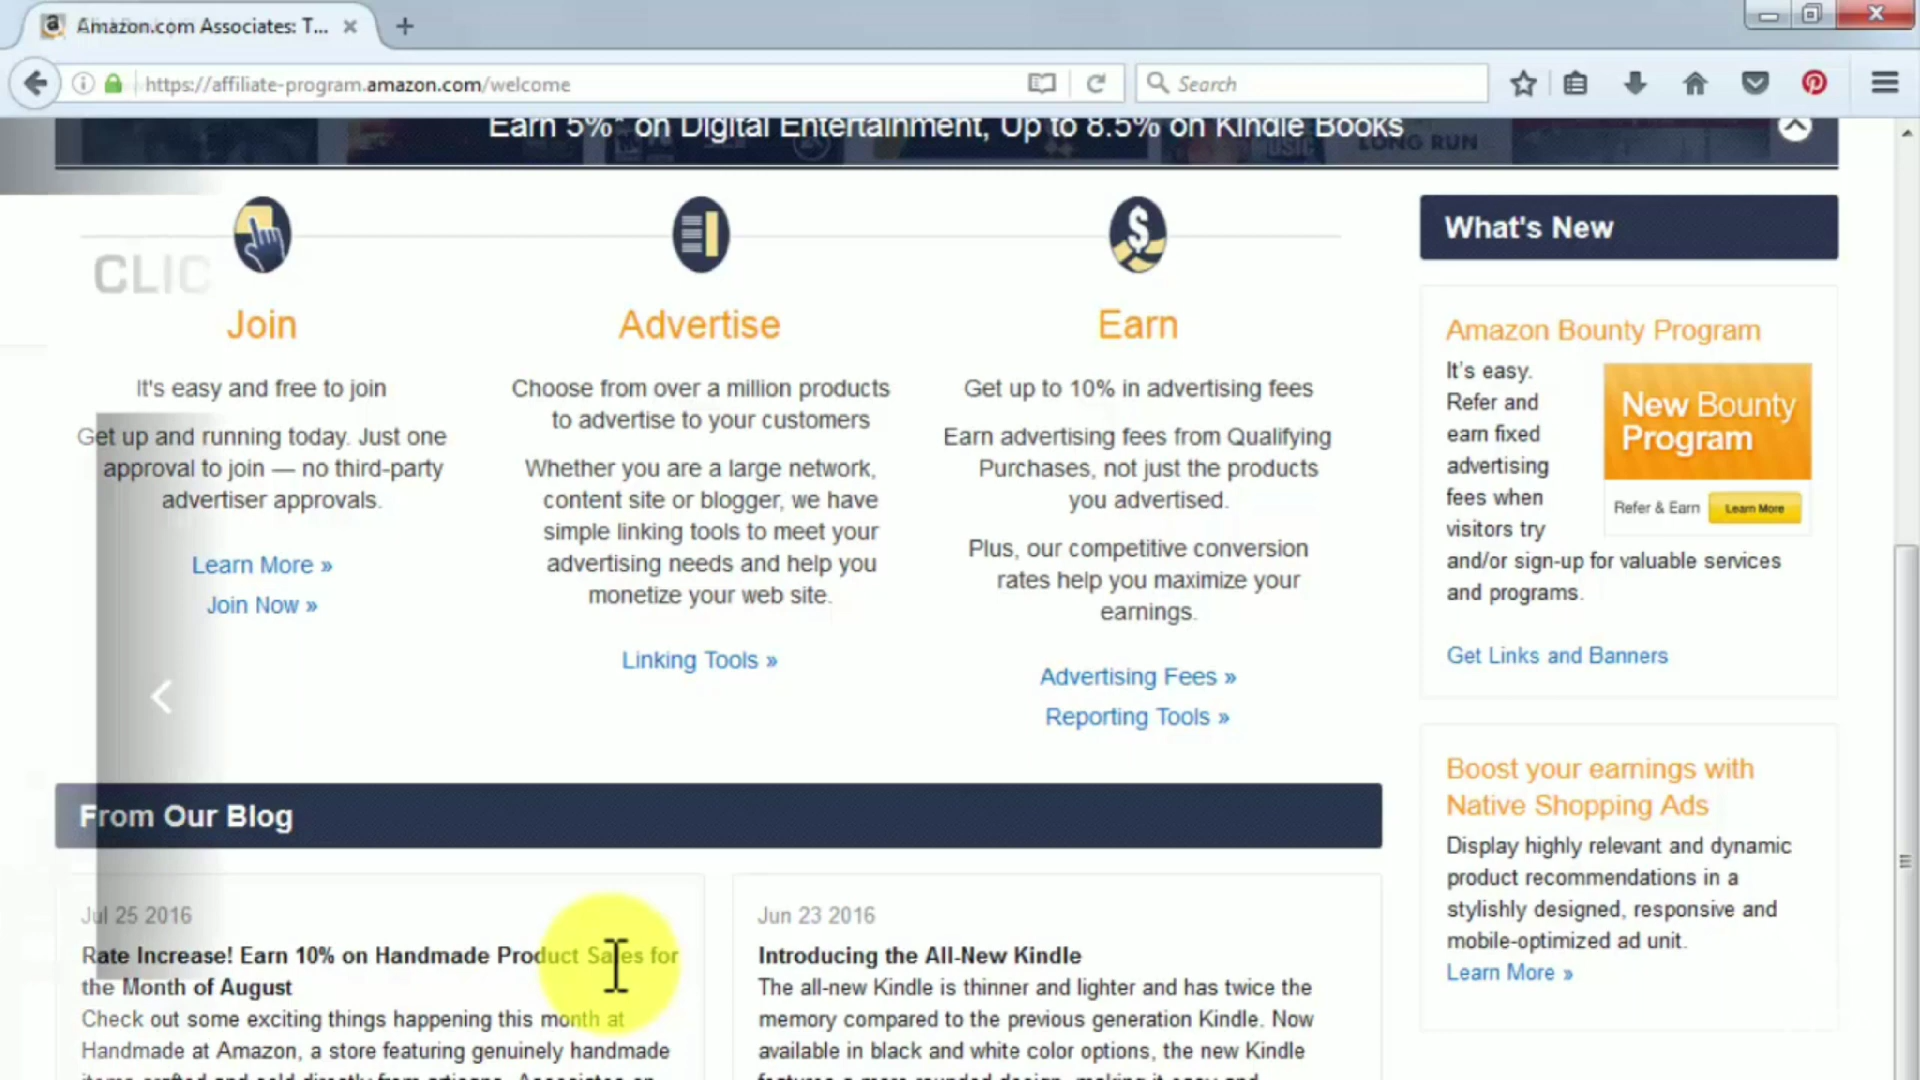 Amazon.com Associates: T...
https://affiliate-program.amazon.com/welcome
Search
Earn 5%* on Digital Entertainment, Up to 8.5% on Kindle Books
MUSIC
LONG RUN
CLIC
Join
It's easy and free to join
Get up and running today. Just one
approval to join — no third-party
advertiser approvals.
Learn More »
Join Now »
Advertise
Choose from over a million products
to advertise to your customers
Whether you are a large network,
content site or blogger, we have
simple linking tools to meet your
advertising needs and help you
monetize your web site.
Linking Tools »
Earn
Get up to 10% in advertising fees
Earn advertising fees from Qualifying
Purchases, not just the products
you advertised.
Plus, our competitive conversion
rates help you maximize your
earnings.
Advertising Fees »
Reporting Tools »
What's New
Amazon Bounty Program
It's easy.
Refer and
earn fixed
advertising
fees when
visitors try
and/or sign-up for valuable services
and programs.
New Bounty
Program
Refer & Earn Learn More
Get Links and Banners
Boost your earnings with
Native Shopping Ads
Display highly relevant and dynamic
product recommendations in a
stylishly designed, responsive and
mobile-optimized ad unit.
Learn More »
From Our Blog
Jul 25 2016
Rate Increase! Earn 10% on Handmade Product Sales for
the Month of August
Check out some exciting things happening this month at
Handmade at Amazon, a store featuring genuinely handmade
Jun 23 2016
Introducing the All-New Kindle
The all-new Kindle is thinner and lighter and has twice the
memory compared to the previous generation Kindle. Now
available in black and white color options, the new Kindle